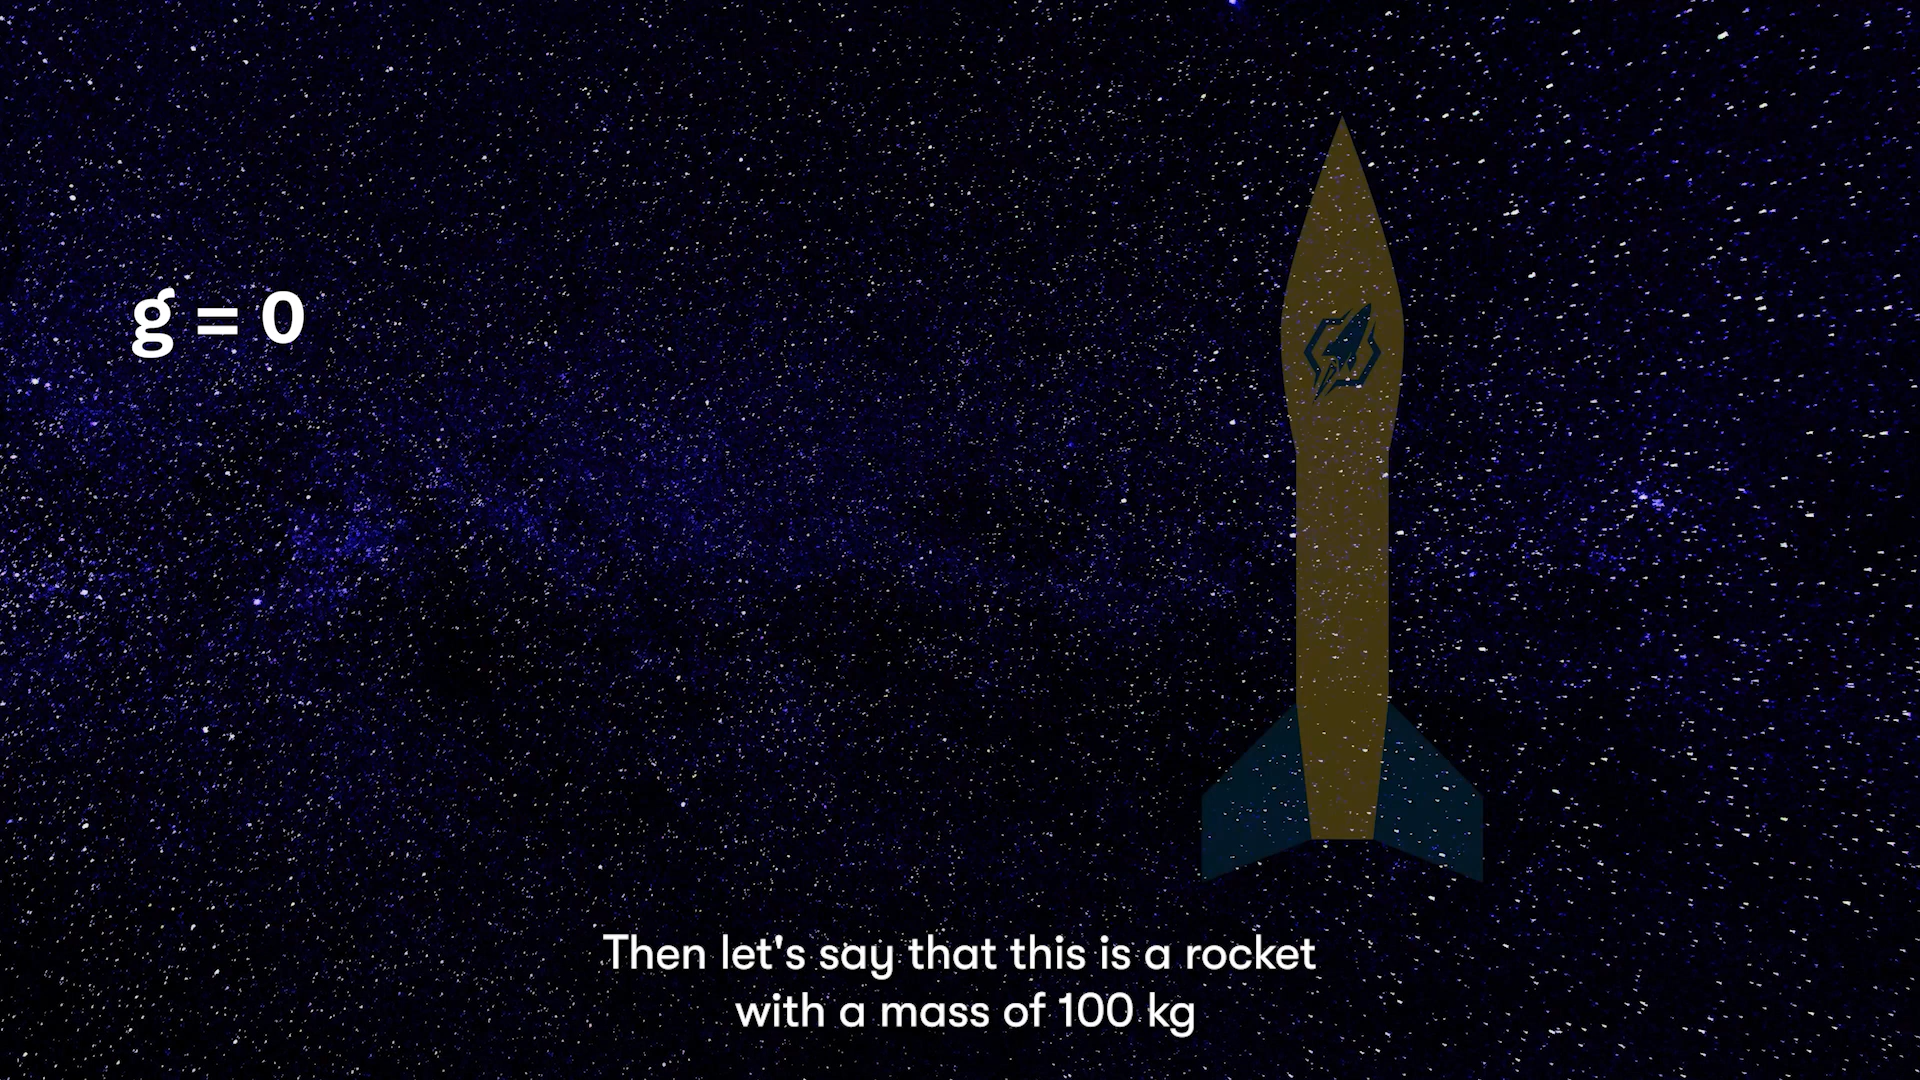 g = 0
Then let's say that this is a rocket
with a mass of 100 kg